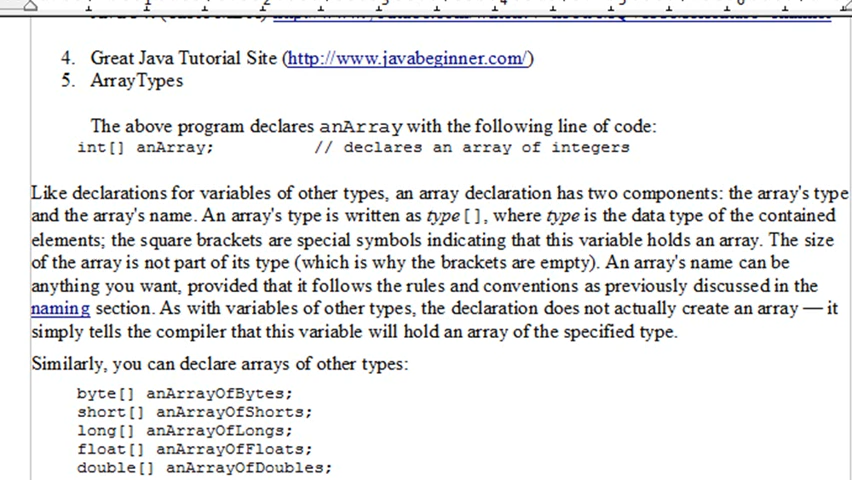 4. Great Java Tutorial Site (http://www.javabeginner.com/)
5. ArrayTypes
The above program declares anArray with the following line of code:
int[] anArray; // declares an array of integers
Like declarations for variables of other types, an array declaration has two components: the array's type
and the array's name. An array's type is written as type[], where type is the data type of the contained
elements; the square brackets are special symbols indicating that this variable holds an array. The size
of the array is not part of its type (which is why the brackets are empty). An array's name can be
anything you want, provided that it follows the rules and conventions as previously discussed in the
naming section. As with variables of other types, the declaration does not actually create an array — it
simply tells the compiler that this variable will hold an array of the specified type.
Similarly, you can declare arrays of other types:
byte[] anArrayOfBytes;
short[] anArrayOfShorts;
long[] anArrayOfLongs;
float[] anArrayOfFloats;
double[] anArrayOfDoubles;